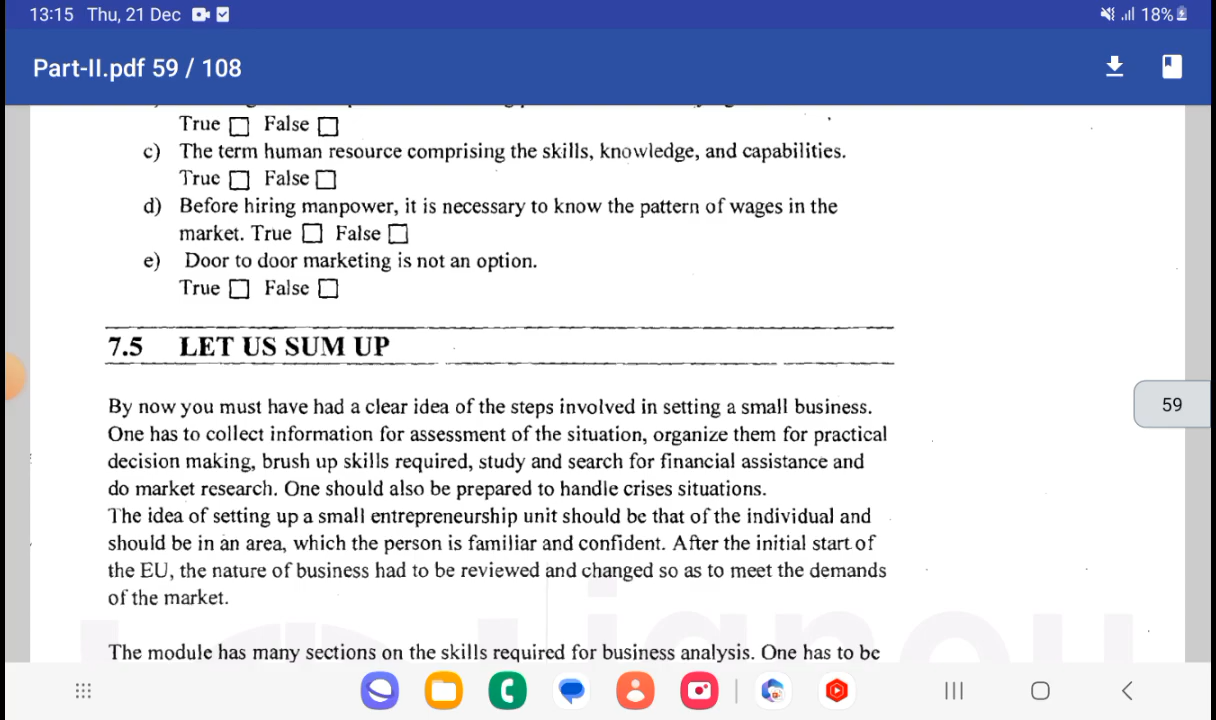 13:15 Thu, 21 Dec
18%
Part-II.pdf 59 / 108
True □ False □
c) The term human resource comprising the skills, knowledge, and capabilities.
True □ False □
d) Before hiring manpower, it is necessary to know the pattern of wages in the
market. True □ False □
e) Door to door marketing is not an option.
True □ False □
7.5 LET US SUM UP
59
By now you must have had a clear idea of the steps involved in setting a small business.
One has to collect information for assessment of the situation, organize them for practical
decision making, brush up skills required, study and search for financial assistance and
do market research. One should also be prepared to handle crises situations.
The idea of setting up a small entrepreneurship unit should be that of the individual and
should be in an area, which the person is familiar and confident. After the initial start of
the EU, the nature of business had to be reviewed and changed so as to meet the demands
of the market.
The module has many sections on the skills required for business analysis. One has to be